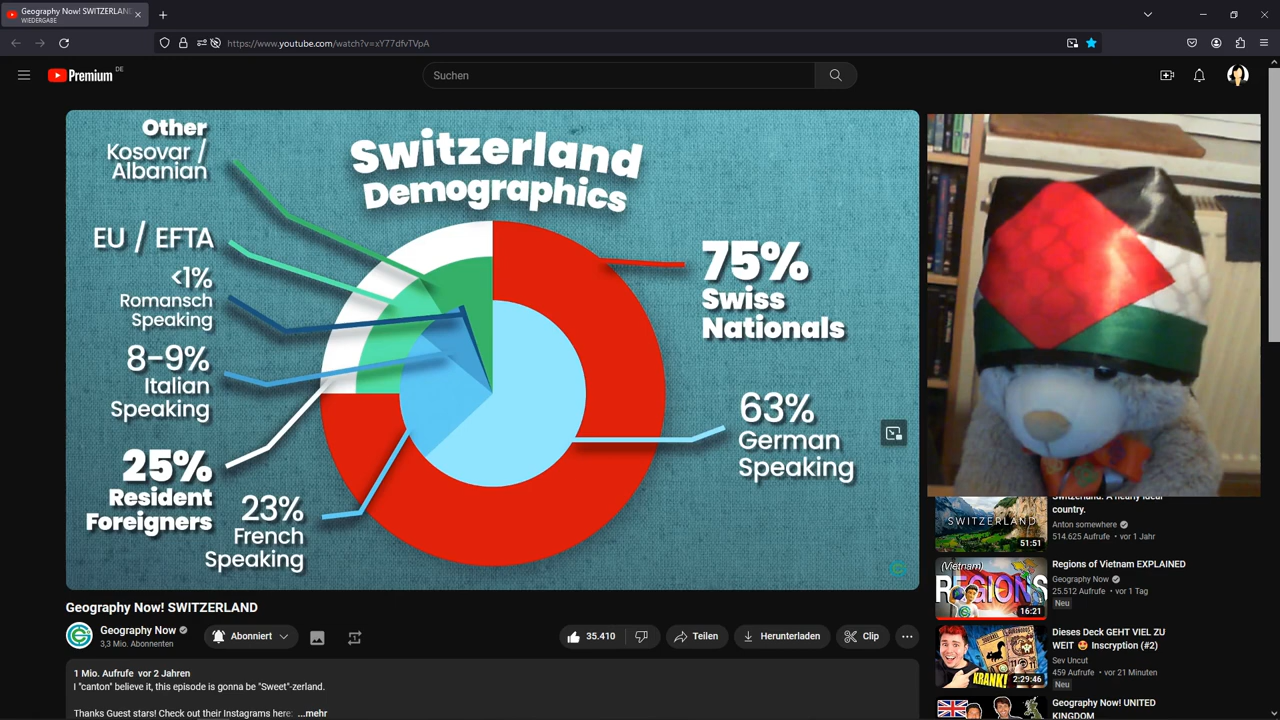 Geography Now! SWITZERLAND
WIEDERGABE
https://www.youtube.com/watch?v=xY77dfvTVpA
Premium DE
Suchen
Switzerland
Demographics
Other
Kosovar /
Albanian
EU / EFTA
<1%
Romansch
Speaking
8-9%
Italian
Speaking
25%
Resident
Foreigners
23%
French
Speaking
75%
Swiss
Nationals
63%
German
Speaking
Geography Now! SWITZERLAND
Geography Now
3,3 Mio. Abonnenten
Abonniert
35.410
Teilen
Herunterladen
Clip
1 Mio. Aufrufe vor 2 Jahren
I "canton" believe it, this episode is gonna be "Sweet"-zerland.
Thanks Guest stars! Check out their Instagrams here: ...mehr
SWITZERLAND
51:51
Switzerland. A nearly ideal
country.
Anton somewhere
514.625 Aufrufe • vor 1 Jahr
(Vietnam)
REGIONS
16:21
Regions of Vietnam EXPLAINED
Geography Now
25.512 Aufrufe • vor 1 Tag
Neu
KRANK!
2:29:46
Dieses Deck GEHT VIEL ZU
WEIT 🤩 Inscryption (#2)
Sev Uncut
459 Aufrufe • vor 21 Minuten
Neu
Geography Now! UNITED
KINGDOM